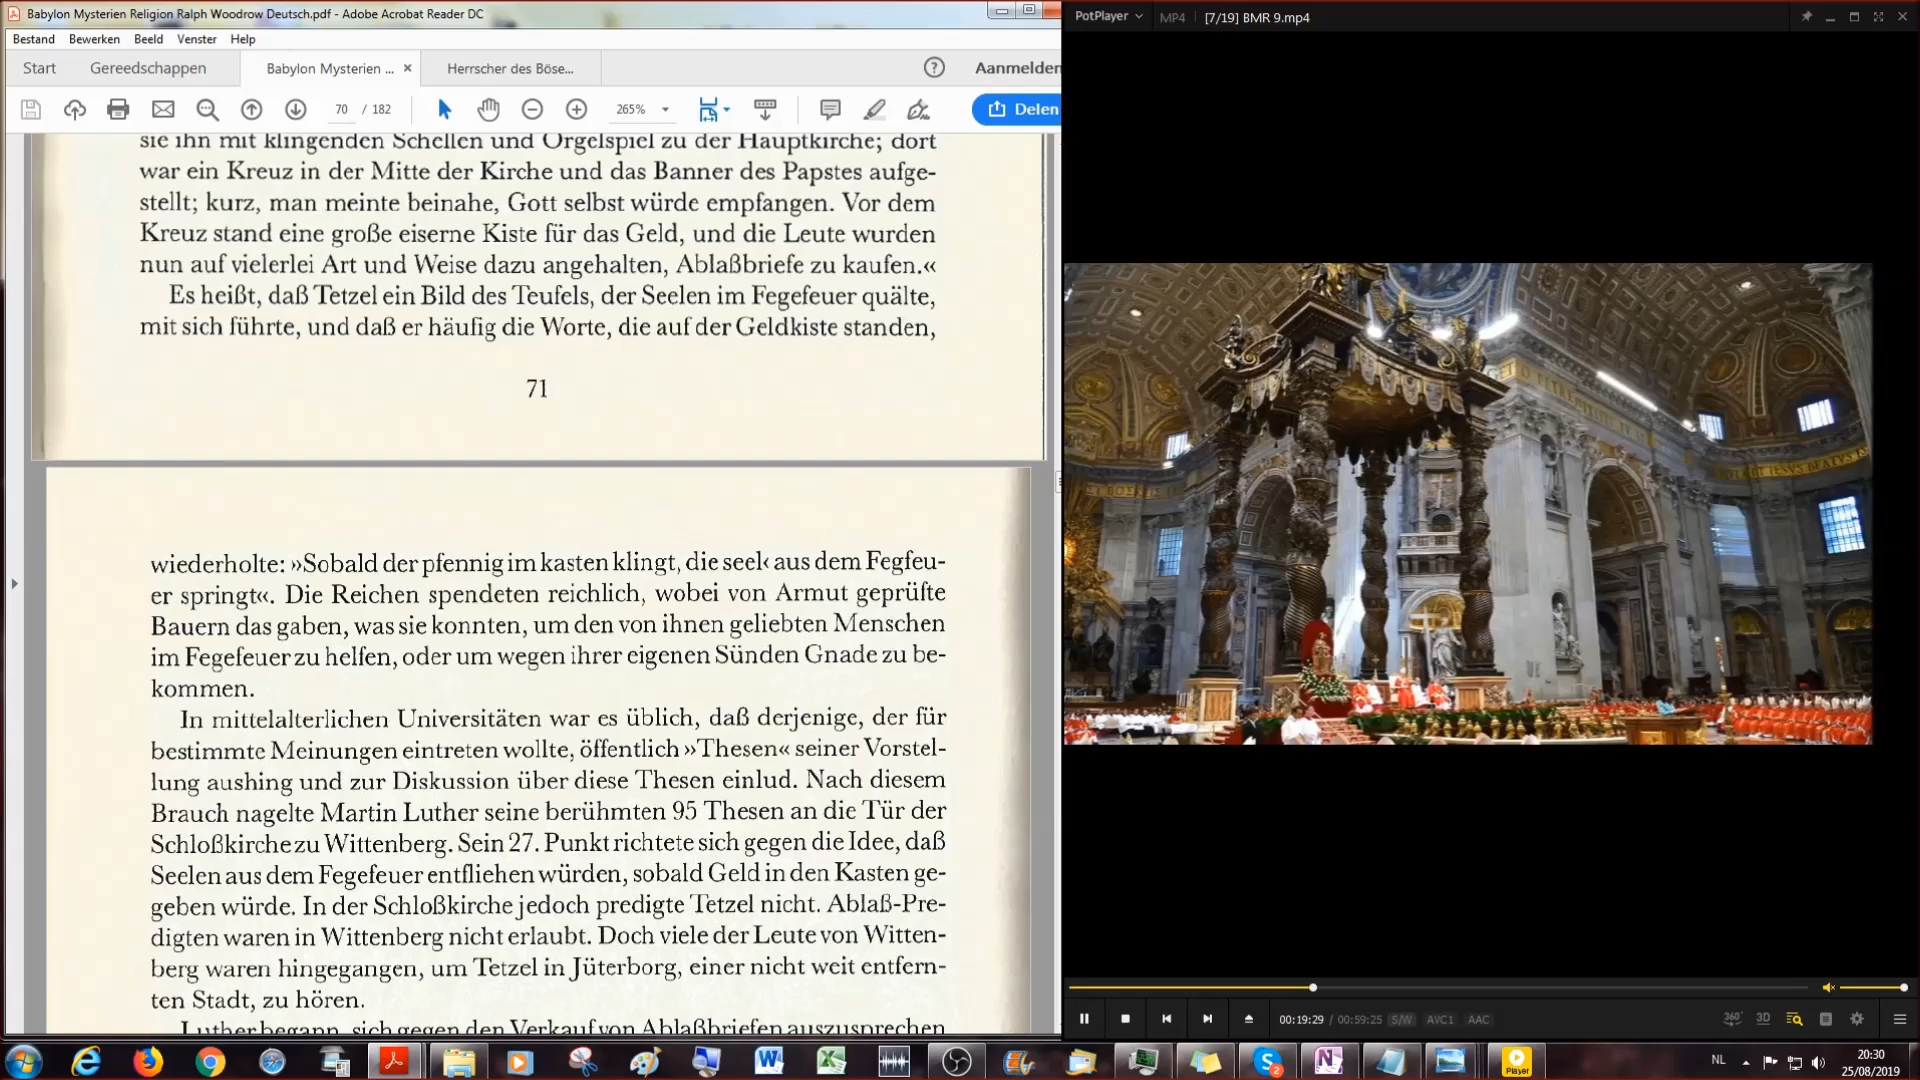 Babylon Mysterien Religion Ralph Woodrow Deutsch.pdf - Adobe Acrobat Reader DC
Bestand Bewerken Beeld Venster Help
Start Gereedschappen Babylon Mysterien ... × Herrscher des Böse... ? Aanmelden
70 / 182 265% Delen
sie ihn mit klingenden Schellen und Orgelspiel zu der Hauptkirche; dort
war ein Kreuz in der Mitte der Kirche und das Banner des Papstes aufge-
stellt; kurz, man meinte beinahe, Gott selbst würde empfangen. Vor dem
Kreuz stand eine große eiserne Kiste für das Geld, und die Leute wurden
nun auf vielerlei Art und Weise dazu angehalten, Ablaßbriefe zu kaufen.«
Es heißt, daß Tetzel ein Bild des Teufels, der Seelen im Fegefeuer quälte,
mit sich führte, und daß er häufig die Worte, die auf der Geldkiste standen,
71
wiederholte: »Sobald der pfennig im kasten klingt, die seel‹ aus dem Fegfeu-
er springt«. Die Reichen spendeten reichlich, wobei von Armut geprüfte
Bauern das gaben, was sie konnten, um den von ihnen geliebten Menschen
im Fegefeuer zu helfen, oder um wegen ihrer eigenen Sünden Gnade zu be-
kommen.
In mittelalterlichen Universitäten war es üblich, daß derjenige, der für
bestimmte Meinungen eintreten wollte, öffentlich »Thesen« seiner Vorstel-
lung aushing und zur Diskussion über diese Thesen einlud. Nach diesem
Brauch nagelte Martin Luther seine berühmten 95 Thesen an die Tür der
Schloßkirche zu Wittenberg. Sein 27. Punkt richtete sich gegen die Idee, daß
Seelen aus dem Fegefeuer entfliehen würden, sobald Geld in den Kasten ge-
geben würde. In der Schloßkirche jedoch predigte Tetzel nicht. Ablaß-Pre-
digten waren in Wittenberg nicht erlaubt. Doch viele der Leute von Witten-
berg waren hingegangen, um Tetzel in Jüterborg, einer nicht weit entfern-
ten Stadt, zu hören.
Luther begann, sich gegen den Verkauf von Ablaßbriefen auszusprechen
PotPlayer MP4 [7/19] BMR 9.mp4
00:19:29 / 00:59:25 S/W AVC1 AAC
360° 3D
2
Player
NL
20:30
25/08/2019